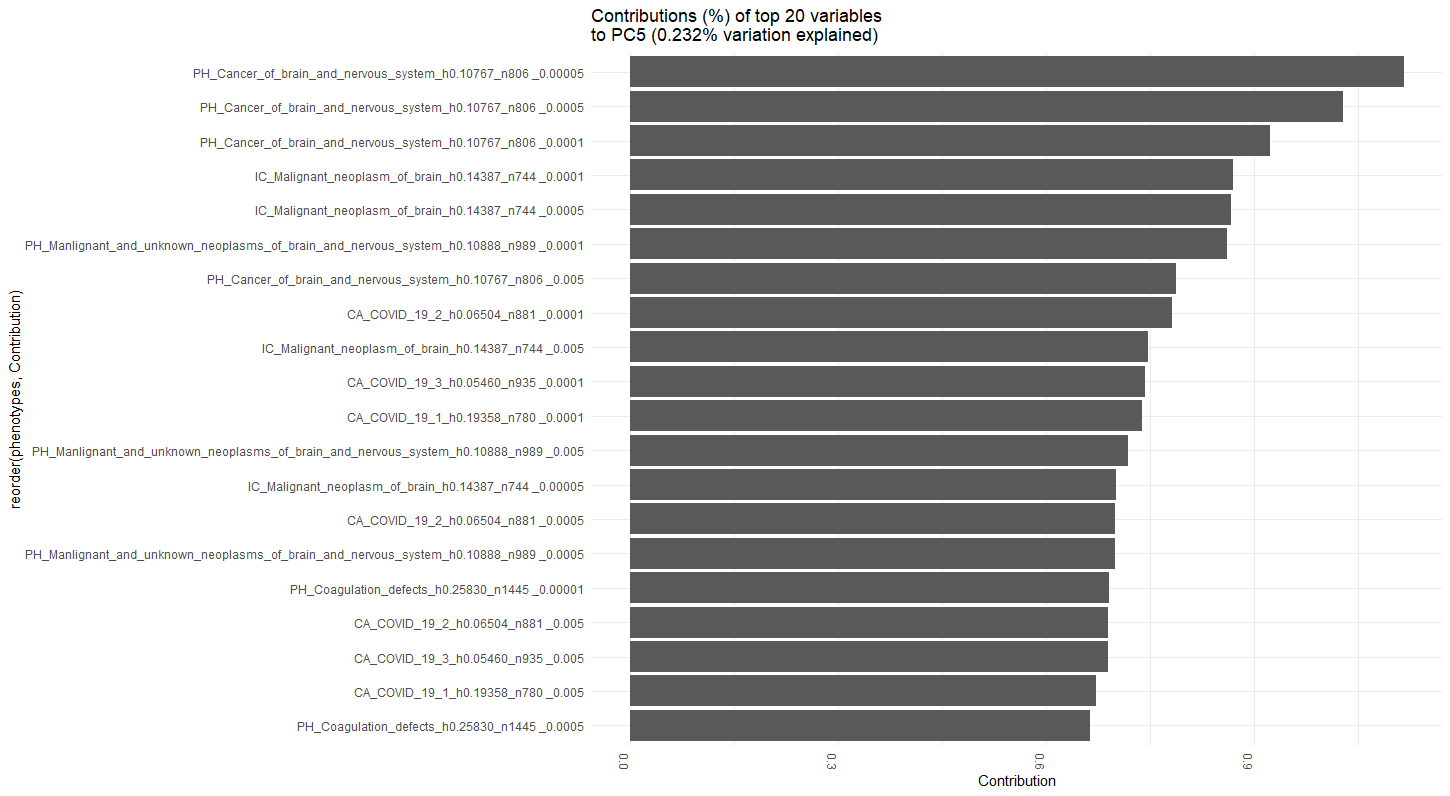 Contributions (%) of top 20 variables
to PC5 (0.232% variation explained)
PH_Cancer_of_brain_and_nervous_system_h0.10767_n806 _0.00005
PH_Cancer_of_brain_and_nervous_system_h0.10767_n806 _0.0005
PH_Cancer_of_brain_and_nervous_system_h0.10767_n806 _0.0001
IC_Malignant_neoplasm_of_brain_h0.14387_n744 _0.0001
IC_Malignant_neoplasm_of_brain_h0.14387_n744 _0.0005
PH_Manlignant_and_unknown_neoplasms_of_brain_and_nervous_system_h0.10888_n989 _0.0001
PH_Cancer_of_brain_and_nervous_system_h0.10767_n806 _0.005
CA_COVID_19_2_h0.06504_n881 _0.0001
IC_Malignant_neoplasm_of_brain_h0.14387_n744 _0.005
CA_COVID_19_3_h0.05460_n935 _0.0001
CA_COVID_19_1_h0.19358_n780 _0.0001
PH_Manlignant_and_unknown_neoplasms_of_brain_and_nervous_system_h0.10888_n989 _0.005
IC_Malignant_neoplasm_of_brain_h0.14387_n744 _0.00005
CA_COVID_19_2_h0.06504_n881 _0.0005
PH_Manlignant_and_unknown_neoplasms_of_brain_and_nervous_system_h0.10888_n989 _0.0005
PH_Coagulation_defects_h0.25830_n1445 _0.00001
CA_COVID_19_2_h0.06504_n881 _0.005
CA_COVID_19_3_h0.05460_n935 _0.005
CA_COVID_19_1_h0.19358_n780 _0.005
PH_Coagulation_defects_h0.25830_n1445 _0.0005
reorder(phenotypes, Contribution)
0.0
0.3
0.6
0.9
Contribution